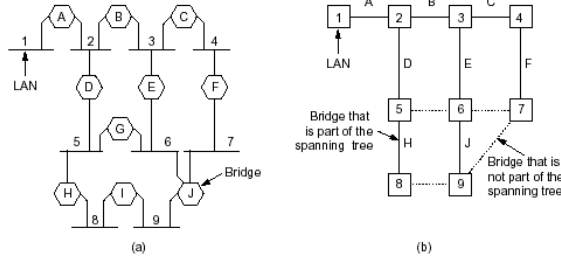 A
B
C
1
2
3
4
LAN
D
E
F
G
5
6
7
Bridge
H
I
J
8
9
(a)
A
B
C
1
2
3
4
LAN
D
E
F
Bridge that
is part of the
spanning tree
5
6
7
H
J
Bridge that is
not part of the
spanning tree
8
9
(b)